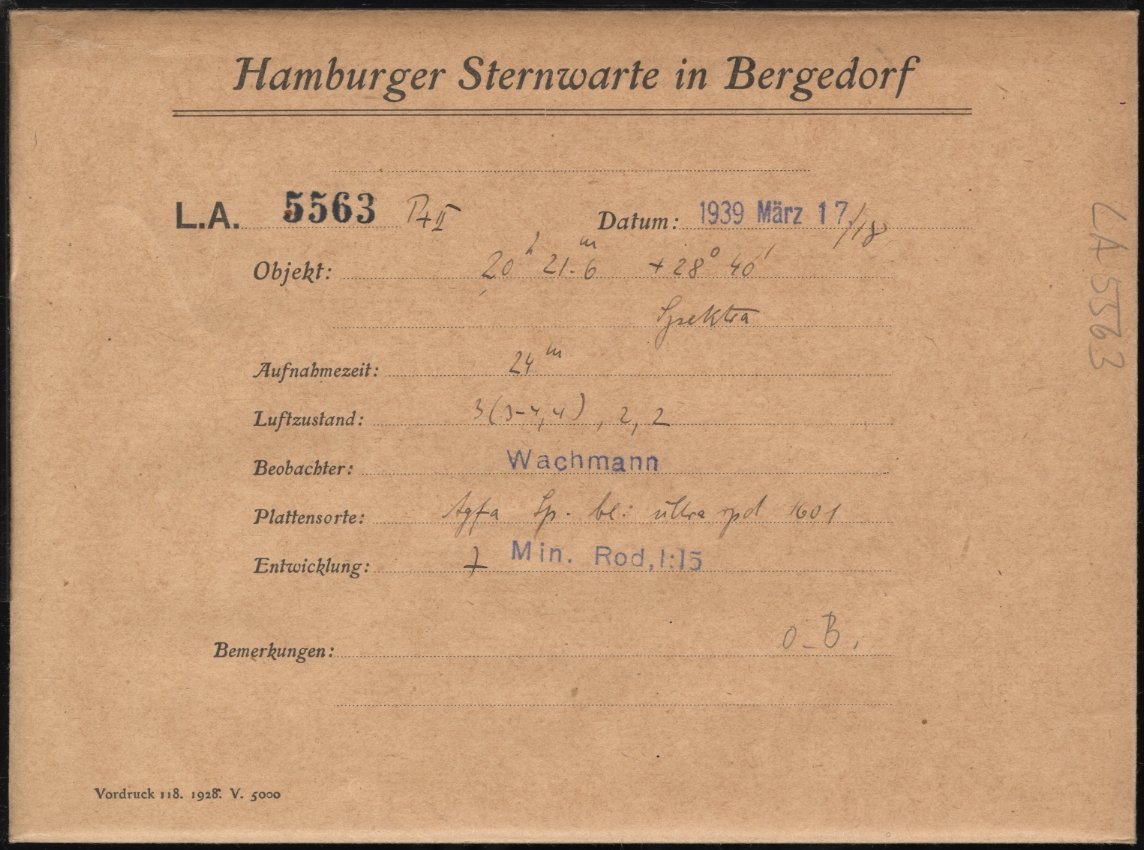 Hamburger Sternwarte in Bergedorf
L.A. 5563 P+II
Datum: 1939 März 17/18
Objekt: 20h 21.6m +28° 40'
Spektra
Aufnahmezeit: 24m
Luftzustand: 3(3-4,4), 2, 2
Beobachter: Wachmann
Plattensorte: Agfa Sp. bl: ultra rpd 1601
Entwicklung: Min. Rod, 1:15
Bemerkungen: O-B.
Vordruck 118. 1928. V. 5000
LA 5563